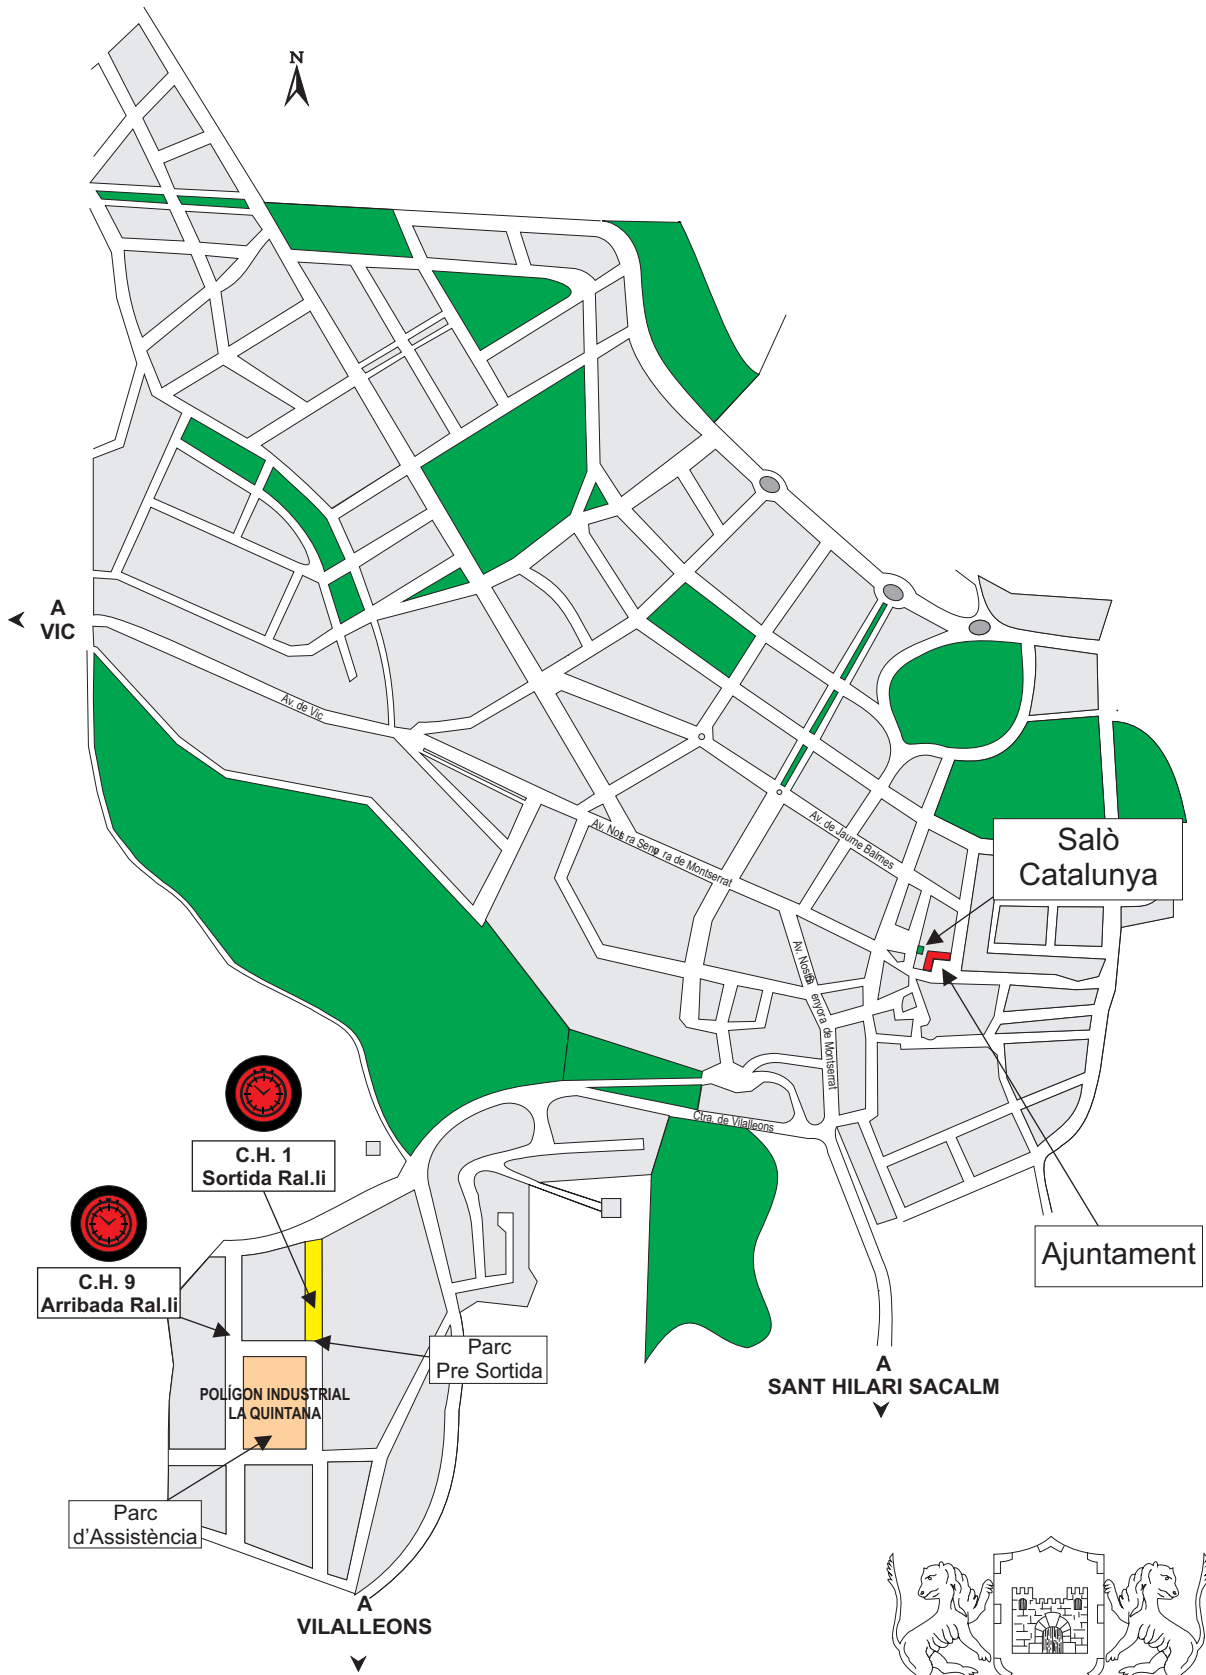 N
A
VIC
Av. de Vic
Av. Nostra Senyora de Montserrat
Av. de Jaume Balmes
Salò
Catalunya
Av. Nostra Senyora de Montserrat
Ctra. de Vilalleons
C.H. 1
Sortida Ral.li
C.H. 9
Arribada Ral.li
Ajuntament
Parc
Pre Sortida
A
SANT HILARI SACALM
POLÍGON INDUSTRIAL
LA QUINTANA
Parc
d'Assistència
A
VILALLEONS